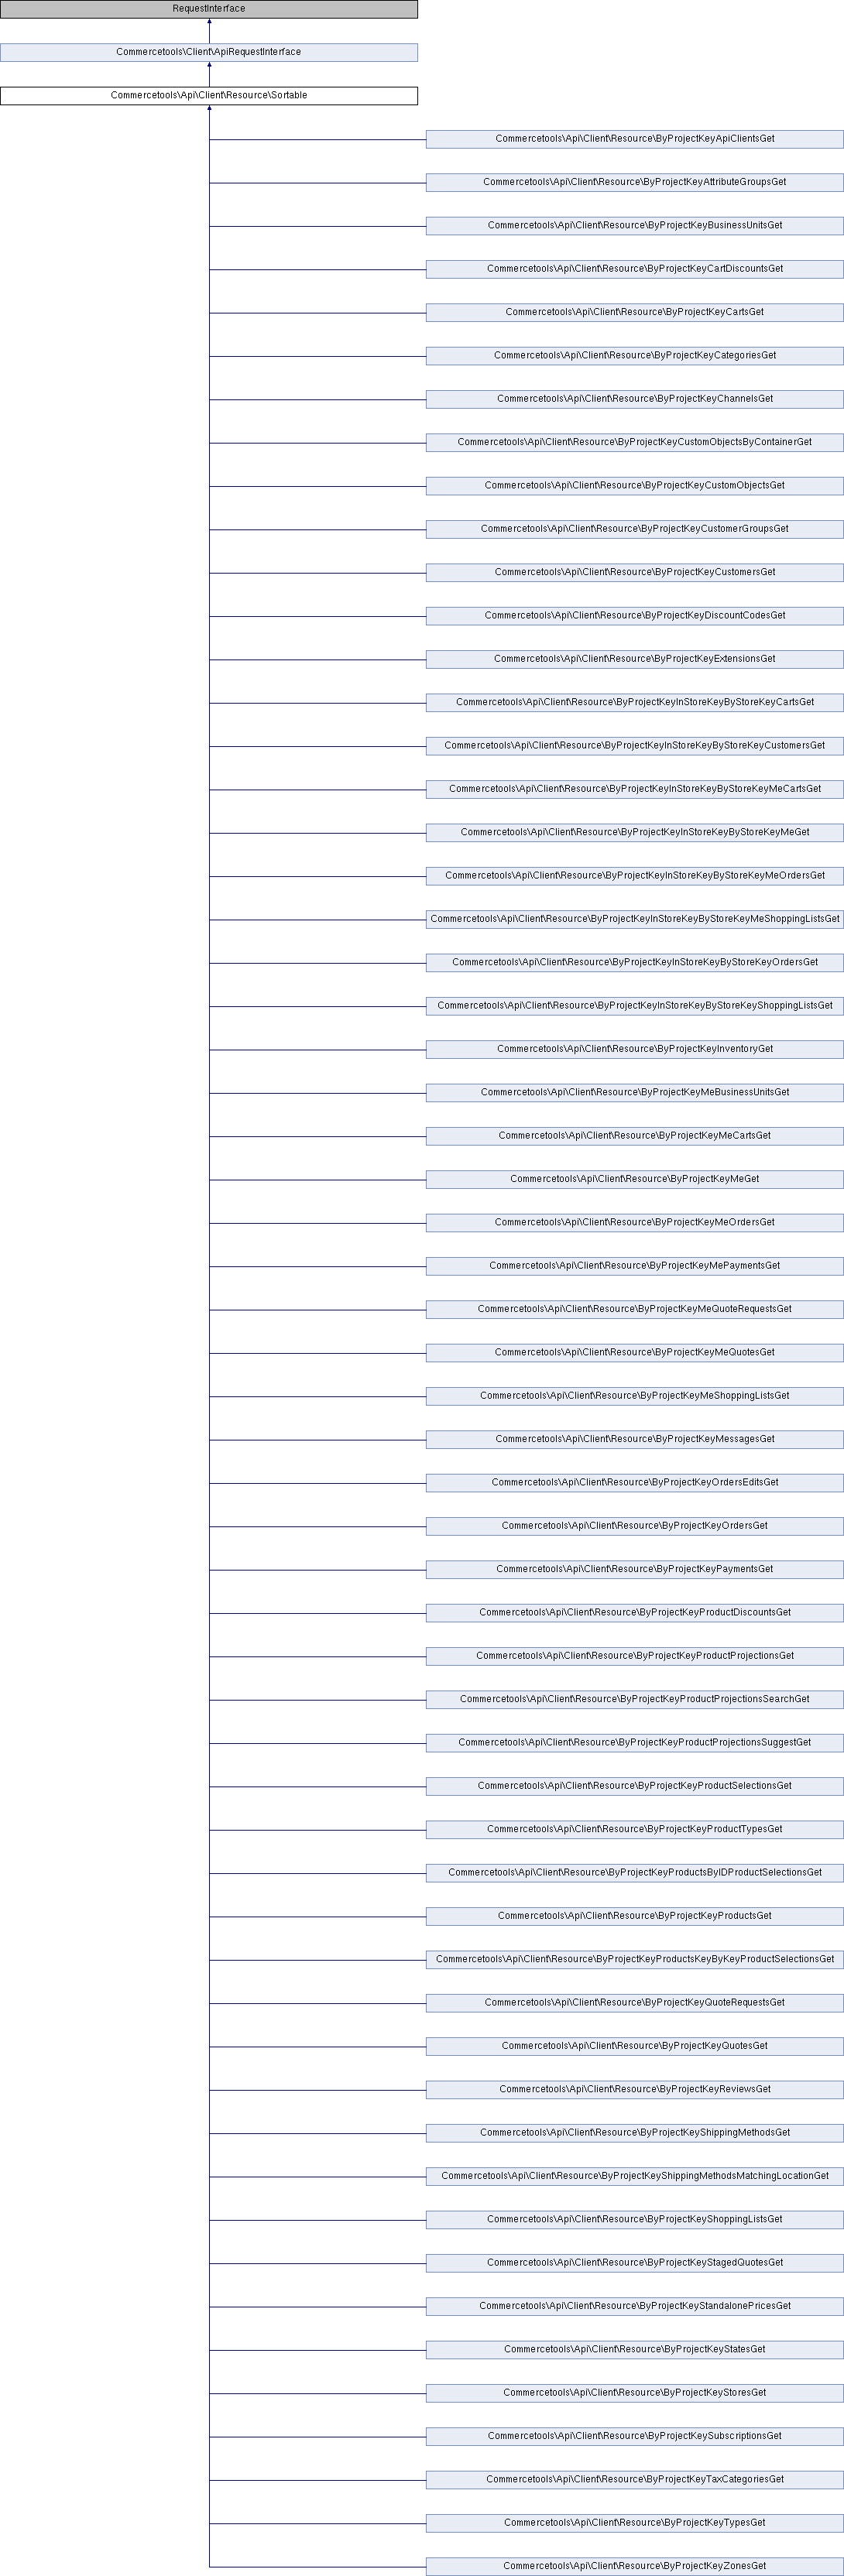 RequestInterface
Commercetools\Client\ApiRequestInterface
Commercetools\Api\Client\Resource\Sortable
Commercetools\Api\Client\Resource\ByProjectKeyApiClientsGet
Commercetools\Api\Client\Resource\ByProjectKeyAttributeGroupsGet
Commercetools\Api\Client\Resource\ByProjectKeyBusinessUnitsGet
Commercetools\Api\Client\Resource\ByProjectKeyCartDiscountsGet
Commercetools\Api\Client\Resource\ByProjectKeyCartsGet
Commercetools\Api\Client\Resource\ByProjectKeyCategoriesGet
Commercetools\Api\Client\Resource\ByProjectKeyChannelsGet
Commercetools\Api\Client\Resource\ByProjectKeyCustomObjectsByContainerGet
Commercetools\Api\Client\Resource\ByProjectKeyCustomObjectsGet
Commercetools\Api\Client\Resource\ByProjectKeyCustomerGroupsGet
Commercetools\Api\Client\Resource\ByProjectKeyCustomersGet
Commercetools\Api\Client\Resource\ByProjectKeyDiscountCodesGet
Commercetools\Api\Client\Resource\ByProjectKeyExtensionsGet
Commercetools\Api\Client\Resource\ByProjectKeyInStoreKeyByStoreKeyCartsGet
Commercetools\Api\Client\Resource\ByProjectKeyInStoreKeyByStoreKeyCustomersGet
Commercetools\Api\Client\Resource\ByProjectKeyInStoreKeyByStoreKeyMeCartsGet
Commercetools\Api\Client\Resource\ByProjectKeyInStoreKeyByStoreKeyMeGet
Commercetools\Api\Client\Resource\ByProjectKeyInStoreKeyByStoreKeyMeOrdersGet
Commercetools\Api\Client\Resource\ByProjectKeyInStoreKeyByStoreKeyMeShoppingListsGet
Commercetools\Api\Client\Resource\ByProjectKeyInStoreKeyByStoreKeyOrdersGet
Commercetools\Api\Client\Resource\ByProjectKeyInStoreKeyByStoreKeyShoppingListsGet
Commercetools\Api\Client\Resource\ByProjectKeyInventoryGet
Commercetools\Api\Client\Resource\ByProjectKeyMeBusinessUnitsGet
Commercetools\Api\Client\Resource\ByProjectKeyMeCartsGet
Commercetools\Api\Client\Resource\ByProjectKeyMeGet
Commercetools\Api\Client\Resource\ByProjectKeyMeOrdersGet
Commercetools\Api\Client\Resource\ByProjectKeyMePaymentsGet
Commercetools\Api\Client\Resource\ByProjectKeyMeQuoteRequestsGet
Commercetools\Api\Client\Resource\ByProjectKeyMeQuotesGet
Commercetools\Api\Client\Resource\ByProjectKeyMeShoppingListsGet
Commercetools\Api\Client\Resource\ByProjectKeyMessagesGet
Commercetools\Api\Client\Resource\ByProjectKeyOrdersEditsGet
Commercetools\Api\Client\Resource\ByProjectKeyOrdersGet
Commercetools\Api\Client\Resource\ByProjectKeyPaymentsGet
Commercetools\Api\Client\Resource\ByProjectKeyProductDiscountsGet
Commercetools\Api\Client\Resource\ByProjectKeyProductProjectionsGet
Commercetools\Api\Client\Resource\ByProjectKeyProductProjectionsSearchGet
Commercetools\Api\Client\Resource\ByProjectKeyProductProjectionsSuggestGet
Commercetools\Api\Client\Resource\ByProjectKeyProductSelectionsGet
Commercetools\Api\Client\Resource\ByProjectKeyProductTypesGet
Commercetools\Api\Client\Resource\ByProjectKeyProductsByIDProductSelectionsGet
Commercetools\Api\Client\Resource\ByProjectKeyProductsGet
Commercetools\Api\Client\Resource\ByProjectKeyProductsKeyByKeyProductSelectionsGet
Commercetools\Api\Client\Resource\ByProjectKeyQuoteRequestsGet
Commercetools\Api\Client\Resource\ByProjectKeyQuotesGet
Commercetools\Api\Client\Resource\ByProjectKeyReviewsGet
Commercetools\Api\Client\Resource\ByProjectKeyShippingMethodsGet
Commercetools\Api\Client\Resource\ByProjectKeyShippingMethodsMatchingLocationGet
Commercetools\Api\Client\Resource\ByProjectKeyShoppingListsGet
Commercetools\Api\Client\Resource\ByProjectKeyStagedQuotesGet
Commercetools\Api\Client\Resource\ByProjectKeyStandalonePricesGet
Commercetools\Api\Client\Resource\ByProjectKeyStatesGet
Commercetools\Api\Client\Resource\ByProjectKeyStoresGet
Commercetools\Api\Client\Resource\ByProjectKeySubscriptionsGet
Commercetools\Api\Client\Resource\ByProjectKeyTaxCategoriesGet
Commercetools\Api\Client\Resource\ByProjectKeyTypesGet
Commercetools\Api\Client\Resource\ByProjectKeyZonesGet